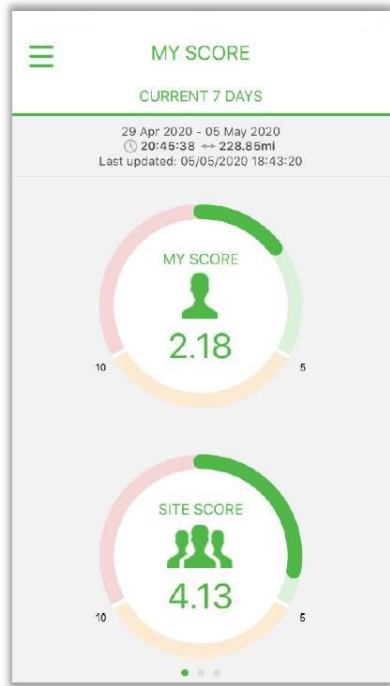 MY SCORE
CURRENT 7 DAYS
29 Apr 2020 - 05 May 2020
20:45:38 ↔ 228.85mi
Last updated: 05/05/2020 18:43:20
MY SCORE
2.18
10
5
SITE SCORE
4.13
10
5